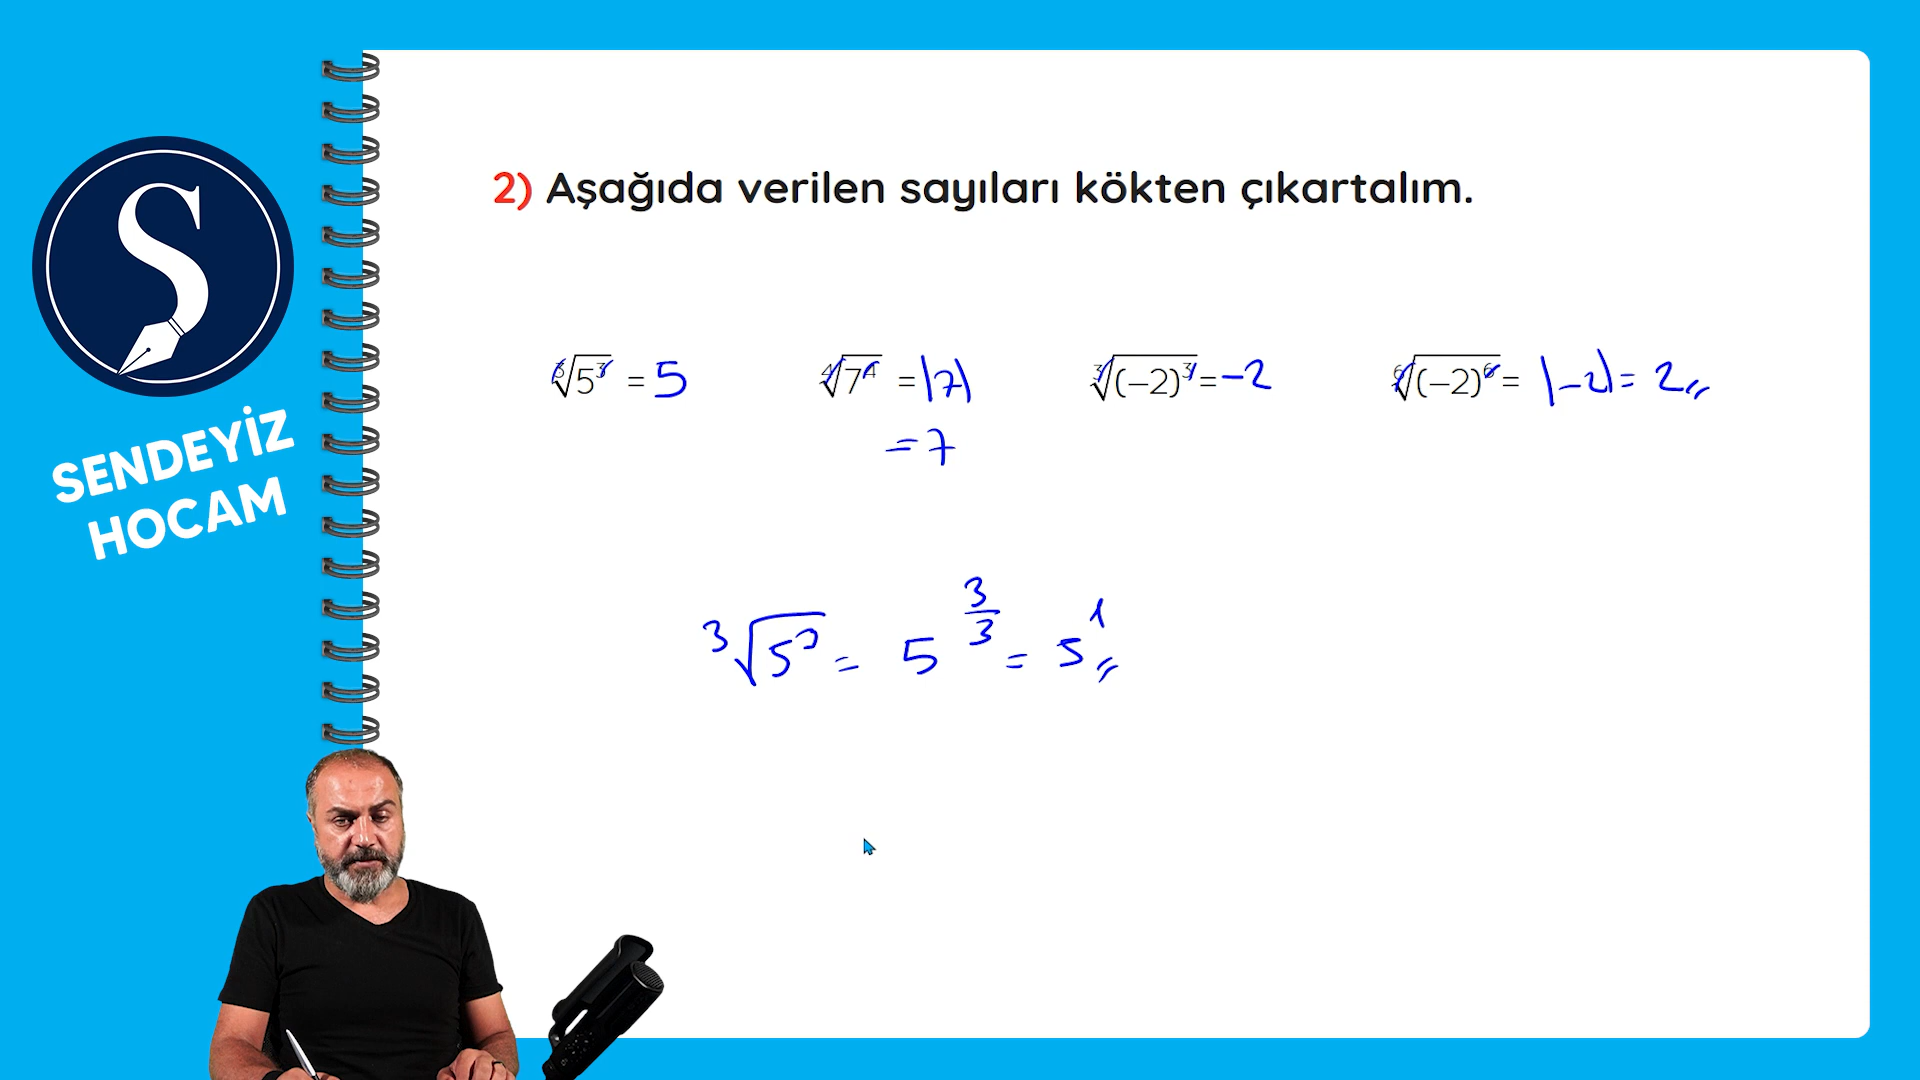 SENDEYİZ
HOCAM
2) Aşağıda verilen sayıları kökten çıkartalım.
∛5³ = 5
∜7⁴ = |7|
= 7
∛(−2)³ = −2
⁶√(−2)⁶ = |−2| = 2
³√5³ = 5^(3/3) = 5¹